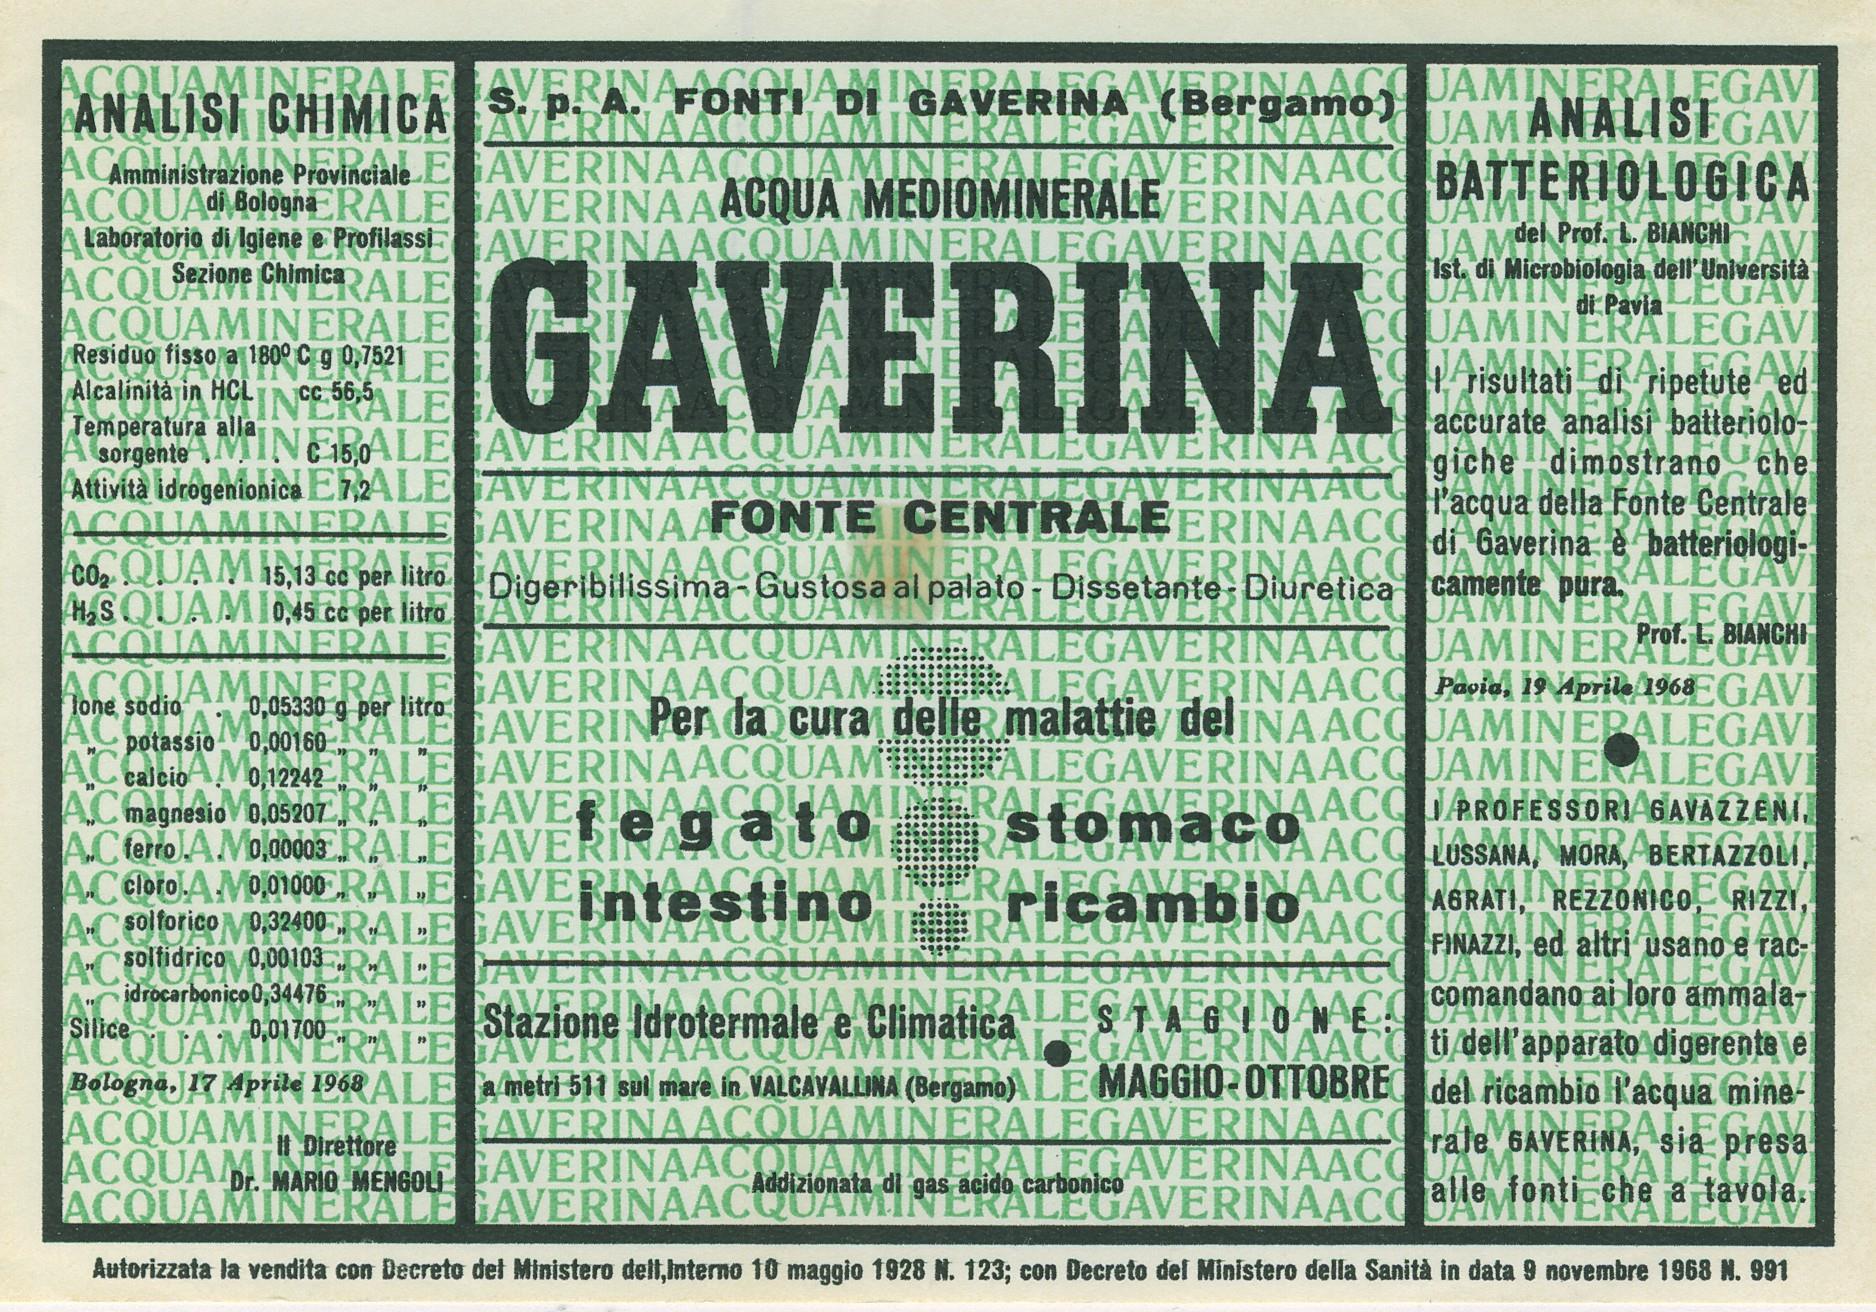 ANALISI CHIMICA
Amministrazione Provinciale
di Bologna
Laboratorio di Igiene e Profilassi
Sezione Chimica
Residuo fisso a 180º C g 0,7521
Alcalinità in HCL cc 56,5
Temperatura alla
sorgente . . . C 15,0
Attività idrogenionica 7,2
CO₂ . . . . 15,13 cc per litro
H₂S . . . . 0,45 cc per litro
Ione sodio . 0,05330 g per litro
„ potassio 0,00160 „ „ „
„ calcio . 0,12242 „ „ „
„ magnesio 0,05207 „ „ „
„ ferro . . 0,00003 „ „ „
„ cloro . . 0,01000 „ „ „
„ solforico 0,32400 „ „ „
„ solfidrico 0,00103 „ „ „
„ idrocarbonico 0,34476 „ „ „
Silice . . . 0,01700 „ „ „
Bologna, 17 Aprile 1968
Il Direttore
Dr. MARIO MENGOLI
S. p. A. FONTI DI GAVERINA (Bergamo)
ACQUA MEDIOMINERALE
GAVERINA
FONTE CENTRALE
Digeribilissima - Gustosa al palato - Dissetante - Diuretica
Per la cura delle malattie del
fegato stomaco
intestino ricambio
Stazione Idrotermale e Climatica
a metri 511 sul mare in VALCAVALLINA (Bergamo)
STAGIONE:
MAGGIO - OTTOBRE
Addizionata di gas acido carbonico
ANALISI
BATTERIOLOGICA
del Prof. L. BIANCHI
Ist. di Microbiologia dell'Università
di Pavia
I risultati di ripetute ed
accurate analisi batteriolo-
giche dimostrano che
l'acqua della Fonte Centrale
di Gaverina è batteriologi-
camente pura.
Prof. L. BIANCHI
Pavia, 19 Aprile 1968
I PROFESSORI GAVAZZENI,
LUSSANA, MORA, BERTAZZOLI,
AGRATI, REZZONICO, RIZZI,
FINAZZI, ed altri usano e rac-
comandano ai loro ammala-
ti dell'apparato digerente e
del ricambio l'acqua mine-
rale GAVERINA, sia presa
alle fonti che a tavola.
Autorizzata la vendita con Decreto del Ministero dell,Interno 10 maggio 1928 N. 123; con Decreto del Ministero della Sanità in data 9 novembre 1968 N. 991